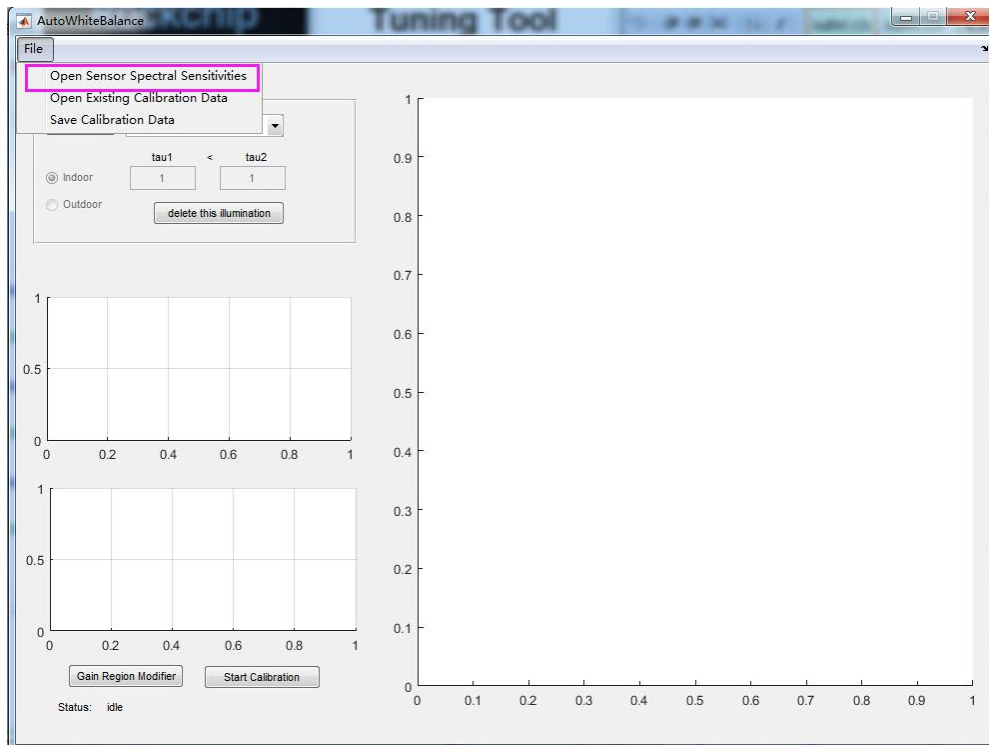 AutoWhiteBalance
Tuning Tool
File
Open Sensor Spectral Sensitivities
Open Existing Calibration Data
Save Calibration Data
tau1 < tau2
Indoor 1 1
Outdoor delete this illumination
1
0.5
0
0 0.2 0.4 0.6 0.8 1
1
0.5
0
0 0.2 0.4 0.6 0.8 1
Gain Region Modifier Start Calibration
Status: idle
1
0.9
0.8
0.7
0.6
0.5
0.4
0.3
0.2
0.1
0
0 0.1 0.2 0.3 0.4 0.5 0.6 0.7 0.8 0.9 1